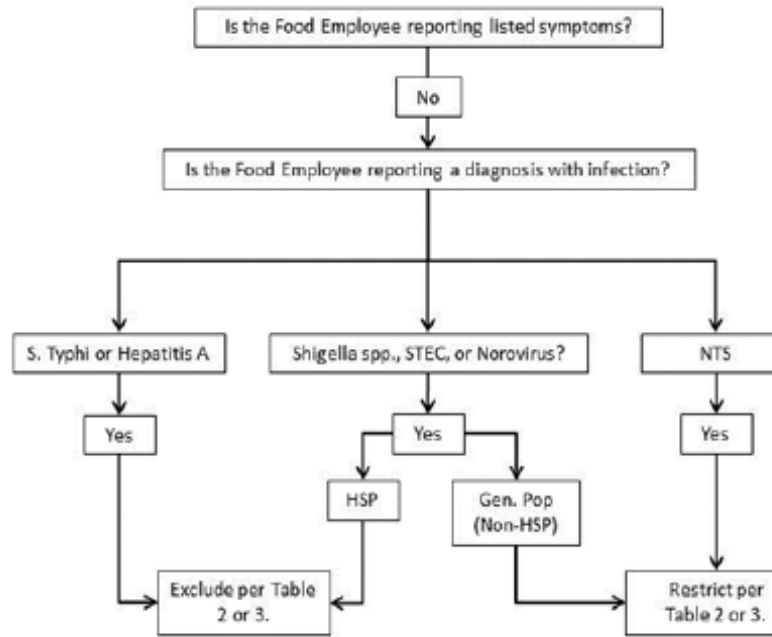 Is the Food Employee reporting listed symptoms?
No
Is the Food Employee reporting a diagnosis with infection?
S. Typhi or Hepatitis A
Shigella spp., STEC, or Norovirus?
NTS
Yes
Yes
Yes
HSP
Gen. Pop
(Non-HSP)
Exclude per Table
2 or 3.
Restrict per
Table 2 or 3.